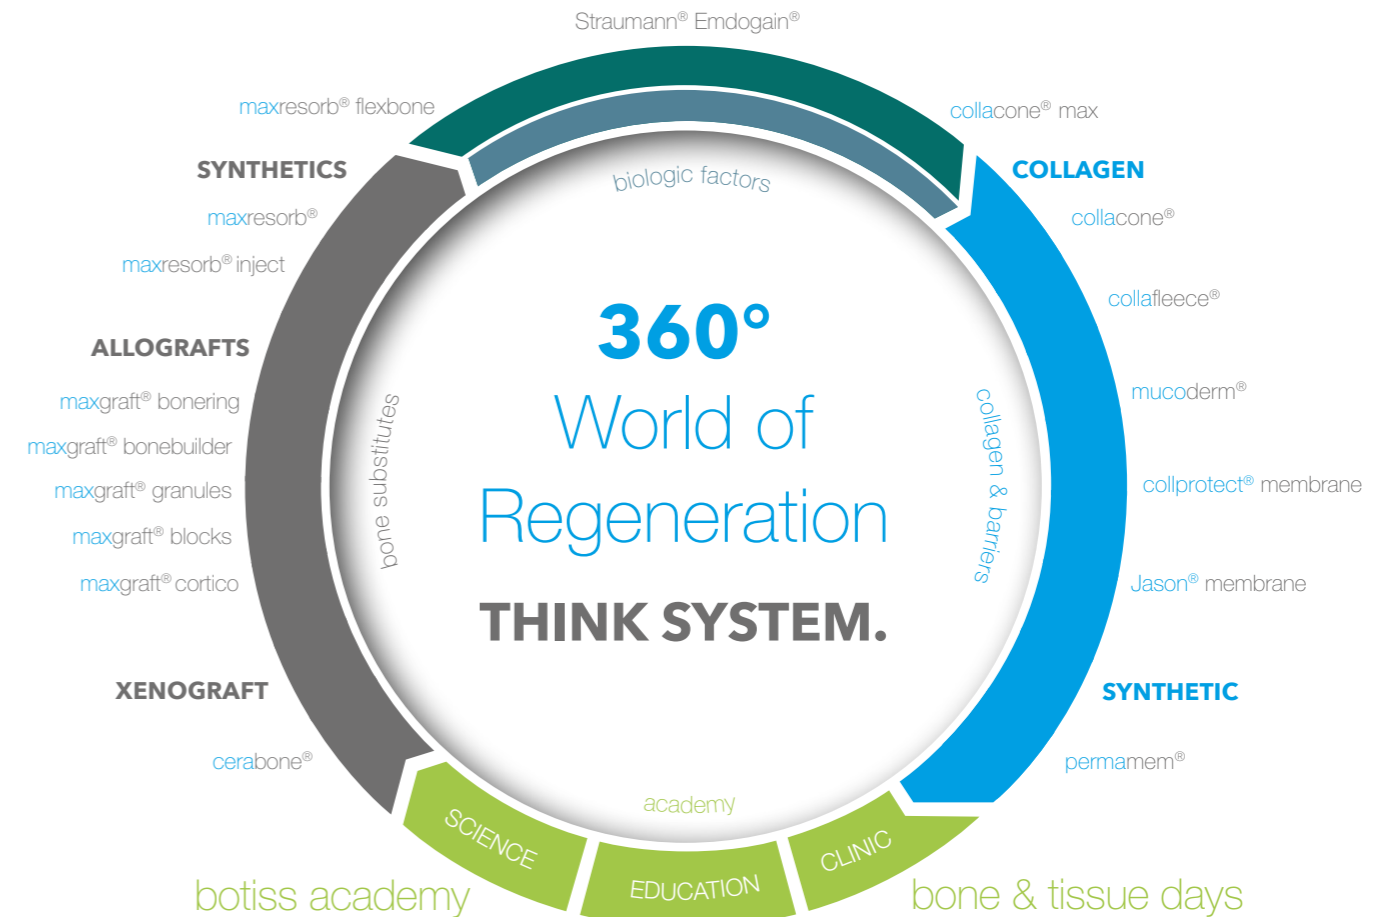 Straumann® Emdogain®
maxresorb® flexbone
collacone® max
SYNTHETICS
COLLAGEN
biologic factors
maxresorb®
collacone®
maxresorb® inject
collafleece®
360°
World of
Regeneration
THINK SYSTEM.
ALLOGRAFTS
maxgraft® bonering
maxgraft® bonebuilder
maxgraft® granules
maxgraft® blocks
maxgraft® cortico
bone substitutes
collagen & barriers
mucoderm®
collprotect® membrane
Jason® membrane
XENOGRAFT
SYNTHETIC
cerabone®
permamem®
academy
SCIENCE
EDUCATION
CLINIC
botiss academy
bone & tissue days